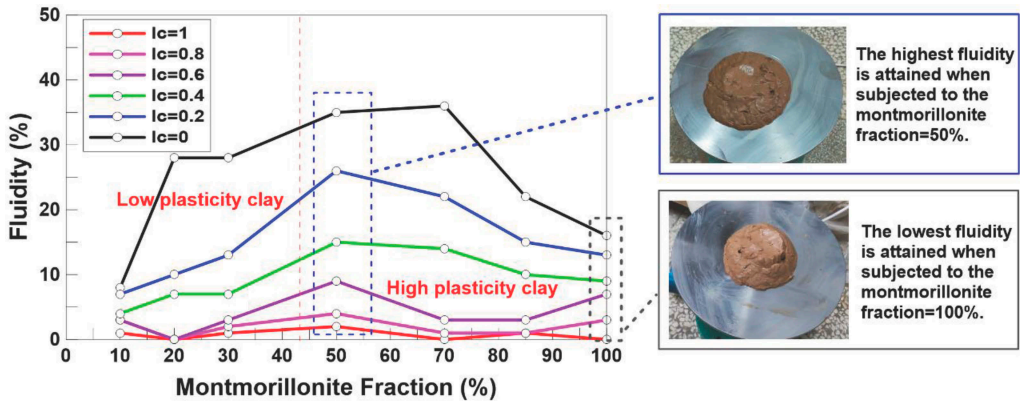 50
40
30
20
10
0
Fluidity (%)
Ic=1
Ic=0.8
Ic=0.6
Ic=0.4
Ic=0.2
Ic=0
Low plasticity clay
High plasticity clay
0 10 20 30 40 50 60 70 80 90 100
Montmorillonite Fraction (%)
The highest fluidity
is attained when
subjected to the
montmorillonite
fraction=50%.
The lowest fluidity
is attained when
subjected to the
montmorillonite
fraction=100%.